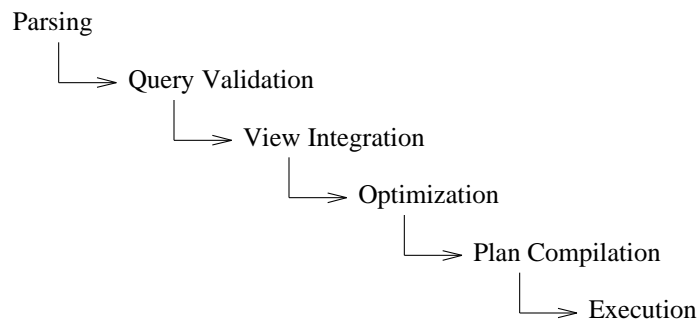 Parsing
Query Validation
View Integration
Optimization
Plan Compilation
Execution